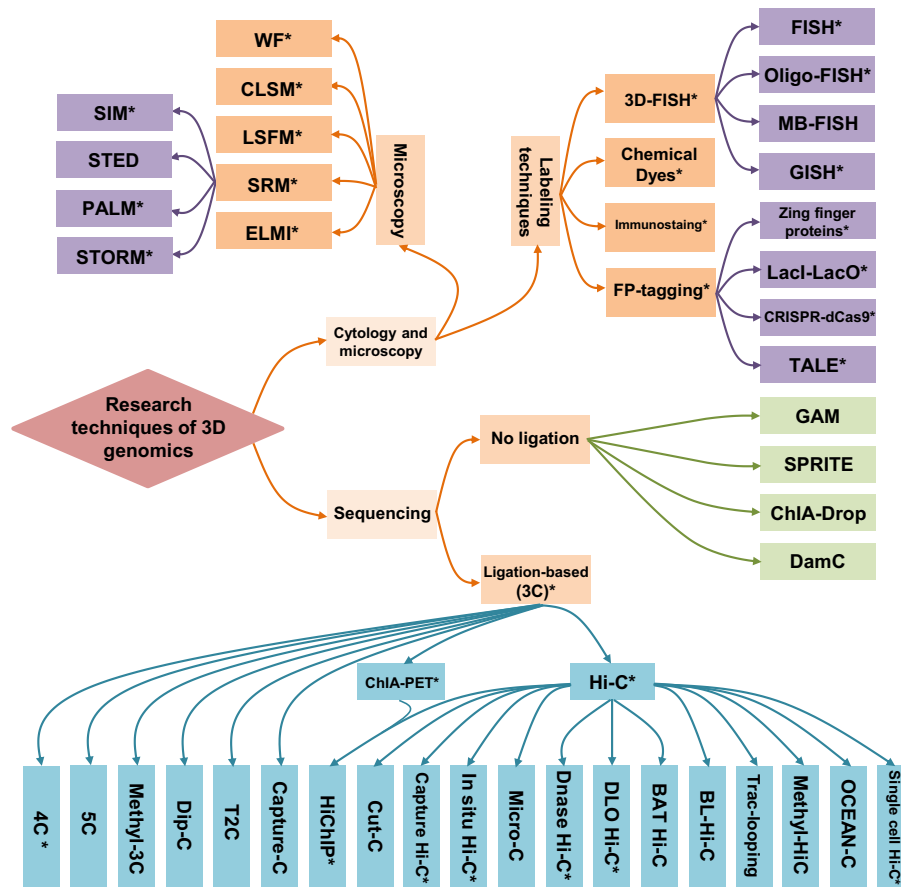 WF*
CLSM*
LSFM*
SRM*
ELMI*
SIM*
STED
PALM*
STORM*
Microscopy
Labeling
techniques
3D-FISH*
Chemical
Dyes*
Immunostaing*
FP-tagging*
FISH*
Oligo-FISH*
MB-FISH
GISH*
Zing finger
proteins*
LacI-LacO*
CRISPR-dCas9*
TALE*
Cytology and
microscopy
Research
techniques of 3D
genomics
Sequencing
No ligation
GAM
SPRITE
ChIA-Drop
DamC
Ligation-based
(3C)*
ChIA-PET*
Hi-C*
4C *
5C
Methyl-3C
Dip-C
T2C
Capture-C
HiChIP*
Cut-C
Capture Hi-C*
In situ Hi-C*
Micro-C
Dnase Hi-C*
DLO Hi-C*
BAT Hi-C
BL-Hi-C
Trac-looping
Methyl-HiC
OCEAN-C
Single cell
Hi-C*